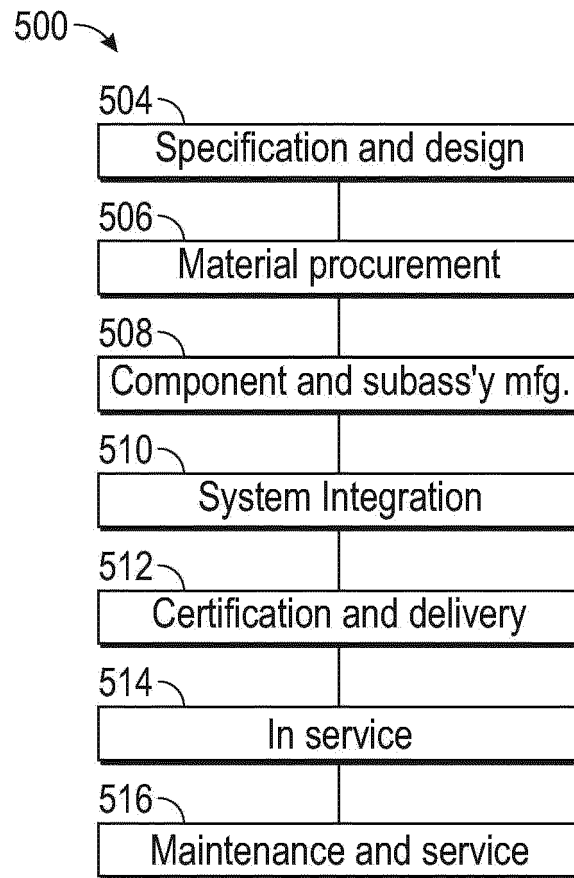 500
504
Specification and design
506
Material procurement
508
Component and subass'y mfg.
510
System Integration
512
Certification and delivery
514
In service
516
Maintenance and service